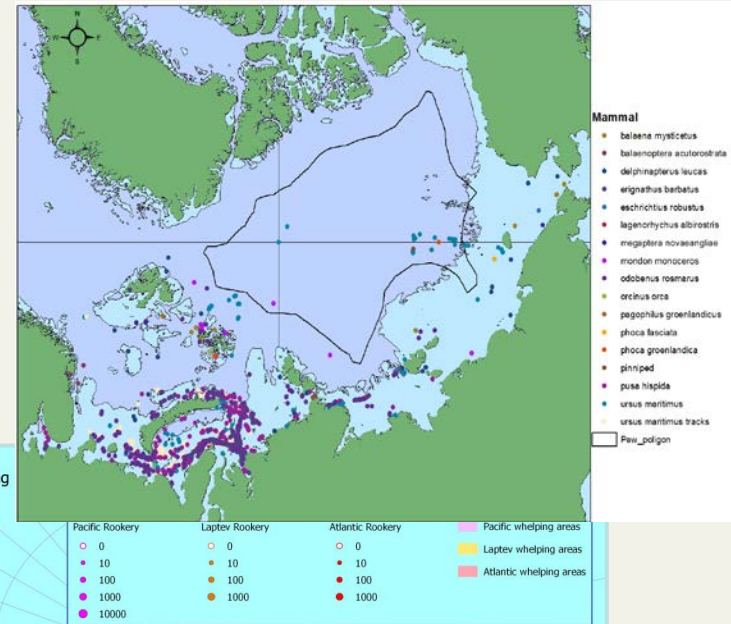 N
W E
S
Mammal
balaena mysticetus
balaenoptera acutorostrata
delphinapterus leucas
erignathus barbatus
eschrichtius robustus
lagenorhychus albirostris
megaptera novaeangliae
mondon monoceros
odobenus rosmarus
orcinus orca
pagophilus groenlandicus
phoca fasciata
phoca groenlandica
pinniped
pusa hispida
ursus maritimus
ursus maritimus tracks
Pew_poligon
Pacific Rookery Laptev Rookery Atlantic Rookery Pacific whelping areas
0 0 0
10 10 10 Laptev whelping areas
100 100 100 Atlantic whelping areas
1000 1000 1000
10000